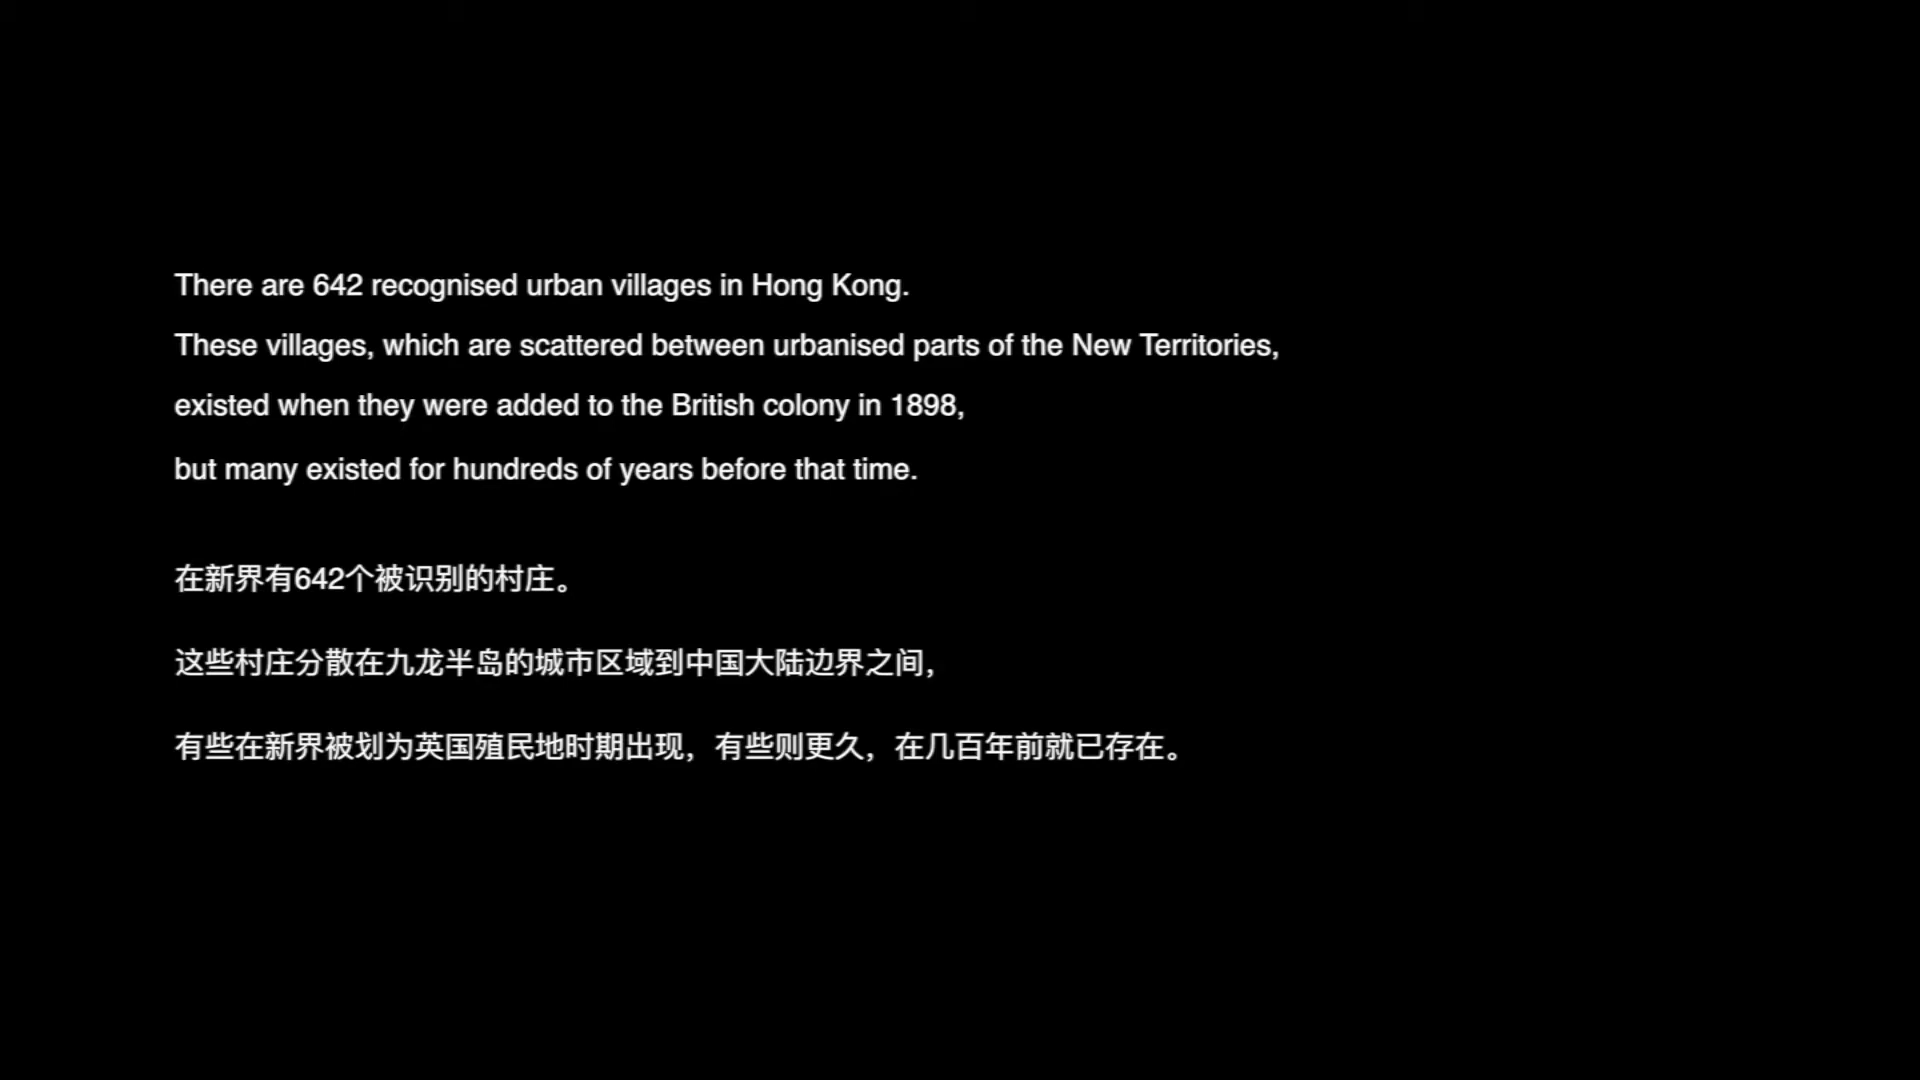 There are 642 recognised urban villages in Hong Kong.
These villages, which are scattered between urbanised parts of the New Territories,
existed when they were added to the British colony in 1898,
but many existed for hundreds of years before that time.
在新界有642个被识别的村庄。
这些村庄分散在九龙半岛的城市区域到中国大陆边界之间，
有些在新界被划为英国殖民地时期出现，有些则更久，在几百年前就已存在。